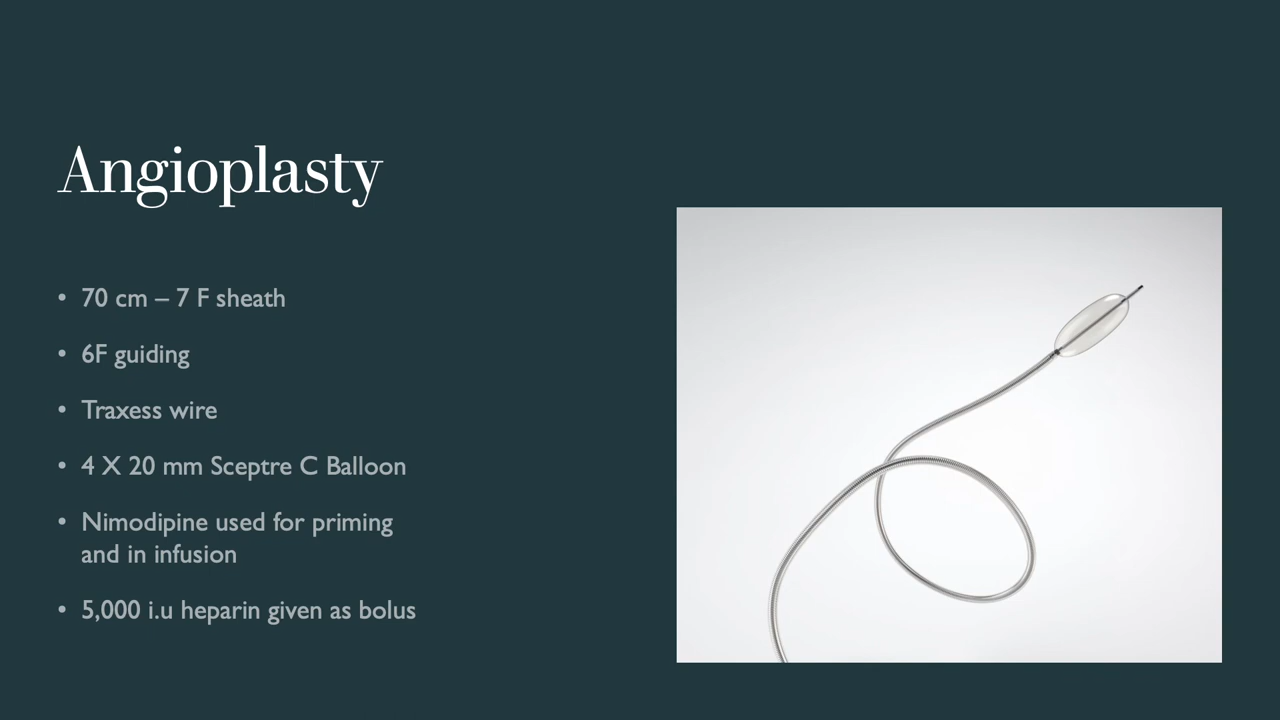 Angioplasty
• 70 cm – 7 F sheath
• 6F guiding
• Traxess wire
• 4 X 20 mm Sceptre C Balloon
• Nimodipine used for priming
and in infusion
• 5,000 i.u heparin given as bolus